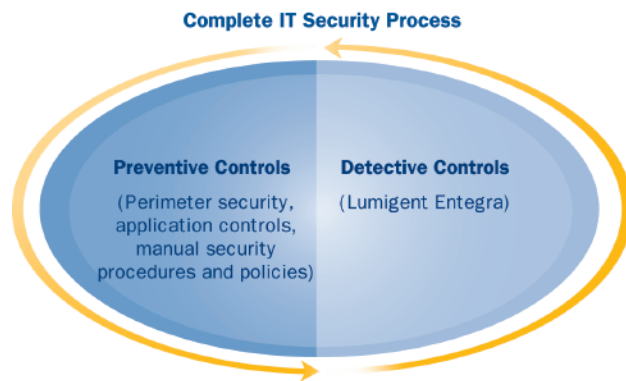 Complete IT Security Process
Preventive Controls
(Perimeter security,
application controls,
manual security
procedures and policies)
Detective Controls
(Lumigent Entegra)